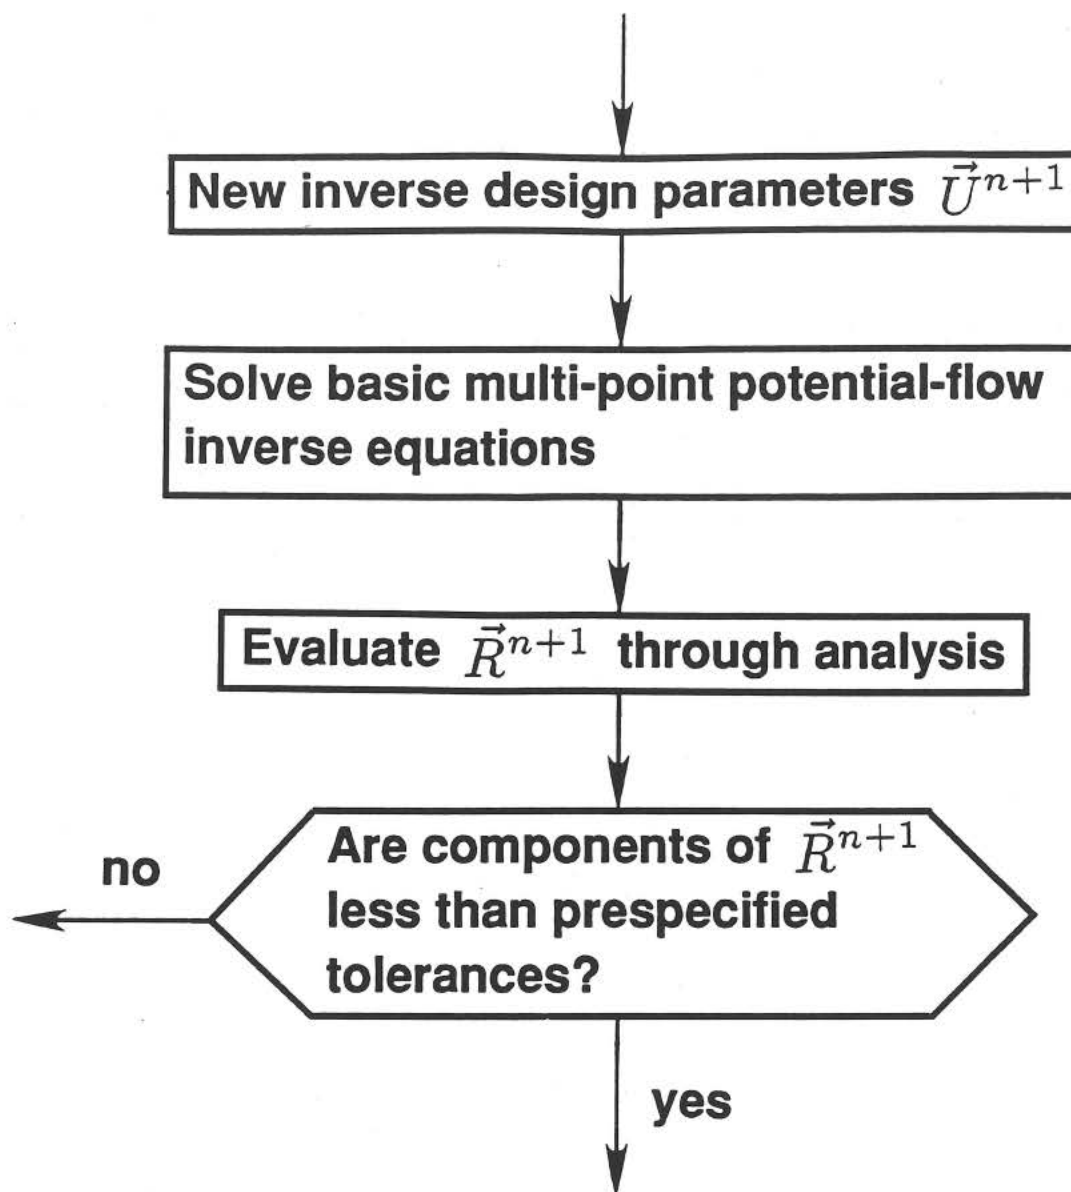 New inverse design parameters $\vec{U}^{n+1}$
Solve basic multi-point potential-flow
inverse equations
Evaluate $\vec{R}^{n+1}$ through analysis
Are components of $\vec{R}^{n+1}$
less than prespecified
tolerances?
no
yes